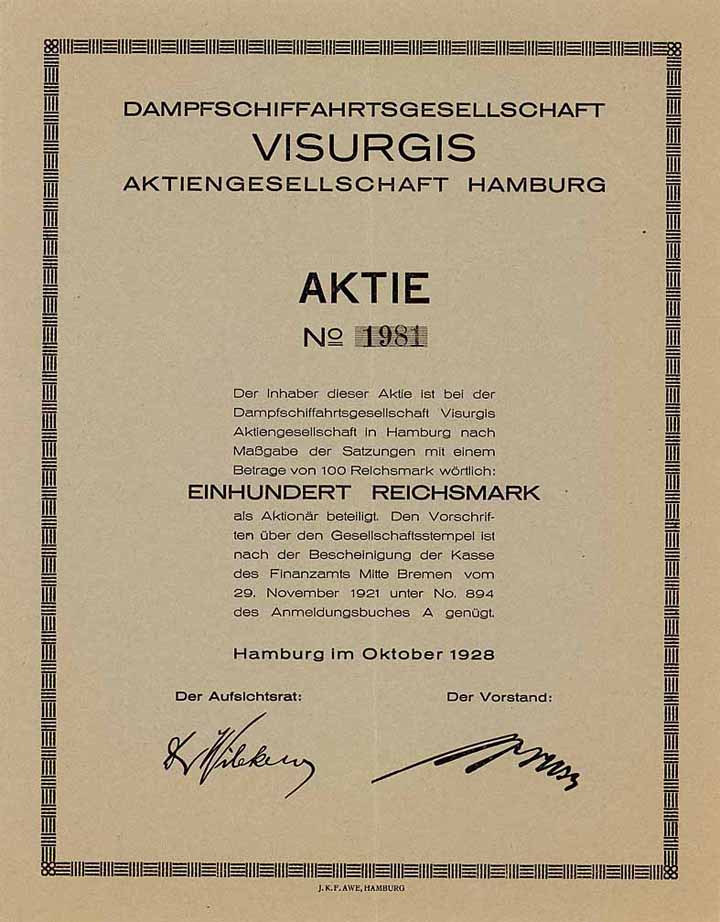 DAMPFSCHIFFAHRTSGESELLSCHAFT
VISURGIS
AKTIENGESELLSCHAFT HAMBURG
AKTIE
Nº 1981
Der Inhaber dieser Aktie ist bei der
Dampfschiffahrtsgesellschaft Visurgis
Aktiengesellschaft in Hamburg nach
Maßgabe der Satzungen mit einem
Betrage von 100 Reichsmark wörtlich:
EINHUNDERT REICHSMARK
als Aktionär beteiligt. Den Vorschrif-
ten über den Gesellschaftsstempel ist
nach der Bescheinigung der Kasse
des Finanzamts Mitte Bremen vom
29. November 1921 unter No. 894
des Anmeldungsbuches A genügt.
Hamburg im Oktober 1928
Der Aufsichtsrat: Der Vorstand:
J. K. F. AWE, HAMBURG